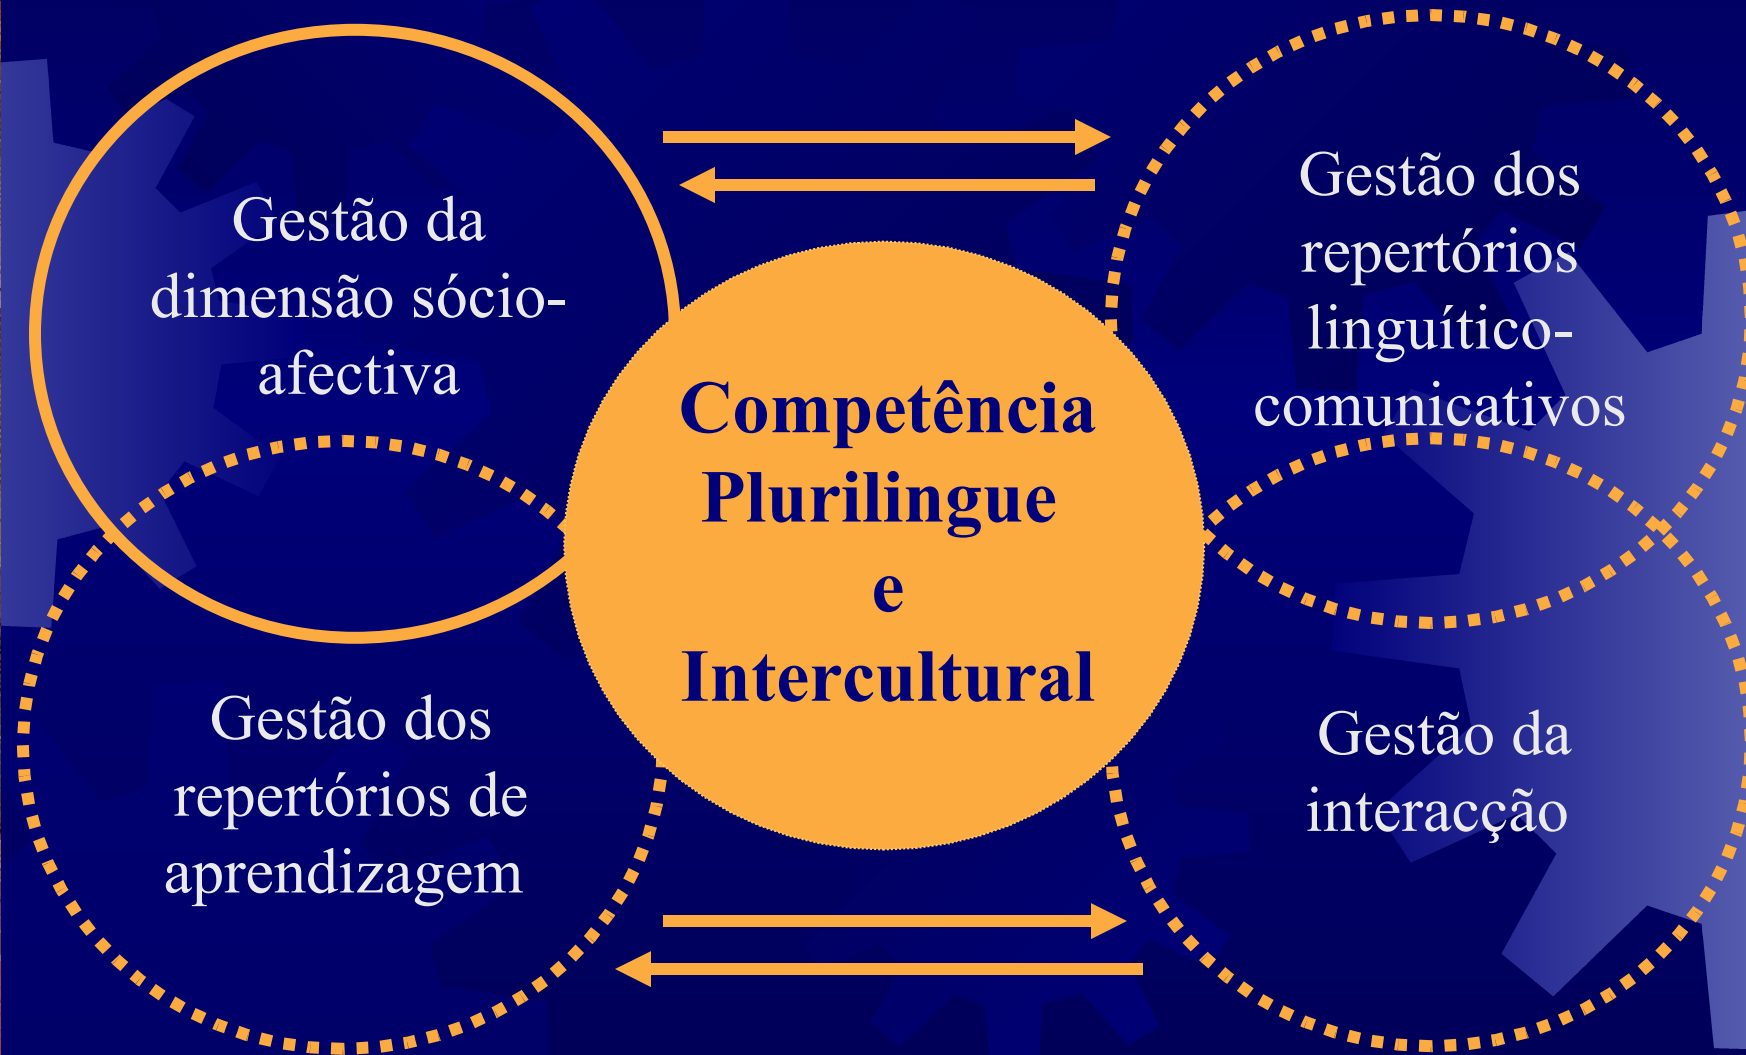 Gestão da
dimensão sócio-
afectiva
Gestão dos
repertórios
linguítico-
comunicativos
Competência
Plurilingue
e
Intercultural
Gestão dos
repertórios de
aprendizagem
Gestão da
interacção